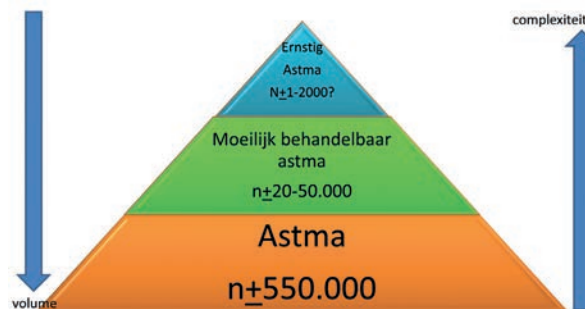 complexiteit
Ernstig
Astma
N±1-2000?
Moeilijk behandelbaar
astma
n±20-50.000
Astma
n±550.000
volume